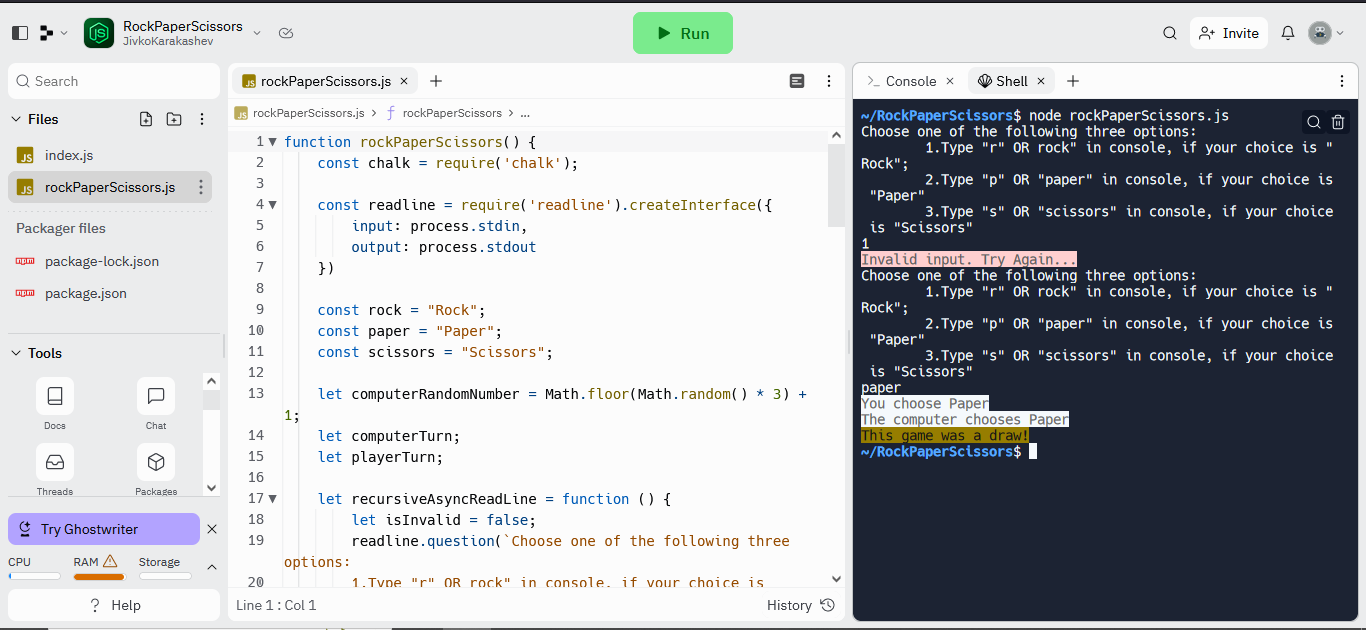 RockPaperScissors
JivkoKarakashev
Run
Invite
Search
Files
index.js
rockPaperScissors.js
Packager files
package-lock.json
package.json
Tools
Docs
Chat
Threads
Packages
Try Ghostwriter
CPU
RAM
Storage
? Help
rockPaperScissors.js
rockPaperScissors.js > rockPaperScissors > ...
1 function rockPaperScissors() {
2 const chalk = require('chalk');
3
4 const readline = require('readline').createInterface({
5 input: process.stdin,
6 output: process.stdout
7 })
8
9 const rock = "Rock";
10 const paper = "Paper";
11 const scissors = "Scissors";
12
13 let computerRandomNumber = Math.floor(Math.random() * 3) +
1;
14 let computerTurn;
15 let playerTurn;
16
17 let recursiveAsyncReadLine = function () {
18 let isInvalid = false;
19 readline.question(`Choose one of the following three
options:
20 1.Type "r" OR rock" in console, if your choice is
Line 1 : Col 1
History
Console
Shell
~/RockPaperScissors$ node rockPaperScissors.js
Choose one of the following three options:
1.Type "r" OR rock" in console, if your choice is "
Rock";
2.Type "p" OR "paper" in console, if your choice is
"Paper"
3.Type "s" OR "scissors" in console, if your choice
is "Scissors"
1
Invalid input. Try Again...
Choose one of the following three options:
1.Type "r" OR rock" in console, if your choice is "
Rock";
2.Type "p" OR "paper" in console, if your choice is
"Paper"
3.Type "s" OR "scissors" in console, if your choice
is "Scissors"
paper
You choose Paper
The computer chooses Paper
This game was a draw!
~/RockPaperScissors$